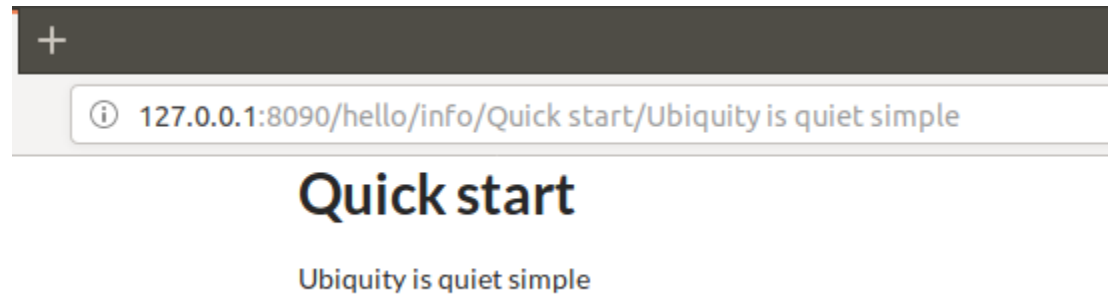 127.0.0.1:8090/hello/info/Quick start/Ubiquity is quiet simple
Quick start
Ubiquity is quiet simple